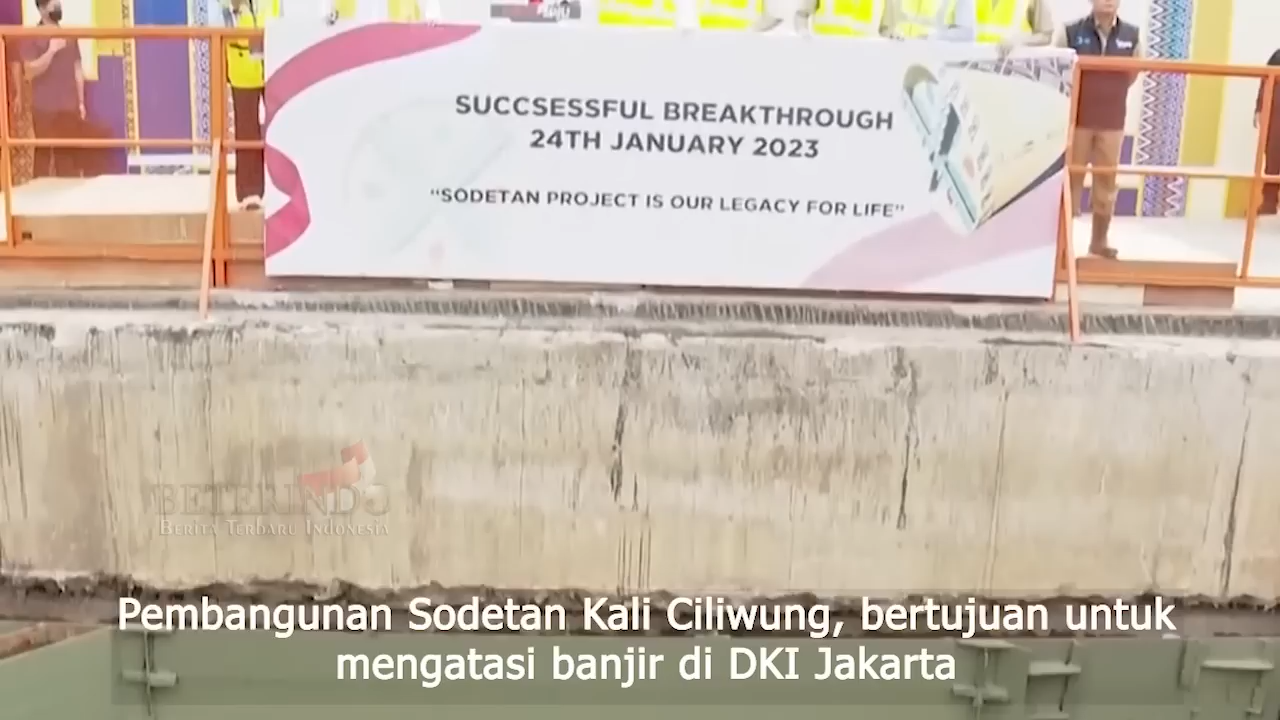 SUCCSESSFUL BREAKTHROUGH
24TH JANUARY 2023
"SODETAN PROJECT IS OUR LEGACY FOR LIFE"
BETERINDO
BERITA TERBARU INDONESIA
Pembangunan Sodetan Kali Ciliwung, bertujuan untuk
mengatasi banjir di DKI Jakarta